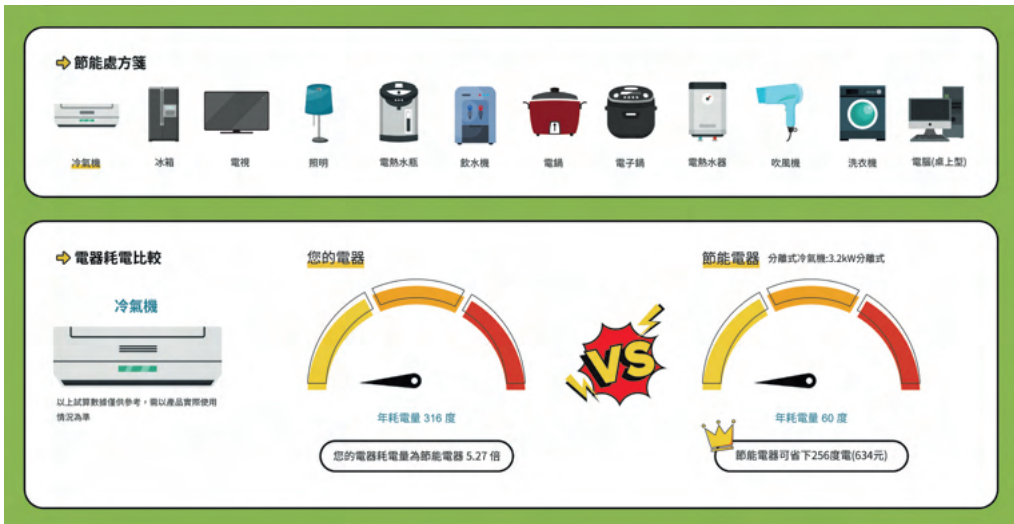 節能處方箋
冷氣機
冰箱
電視
照明
電熱水瓶
飲水機
電鍋
電子鍋
電熱水器
吹風機
洗衣機
電腦(桌上型)
電器耗電比較
冷氣機
以上試算數據僅供參考，需以產品實際使用
情況為準
您的電器
年耗電量 316 度
您的電器耗電量為節能電器 5.27 倍
VS
節能電器 分離式冷氣機:3.2kW分離式
年耗電量 60 度
節能電器可省下256度電(634元)